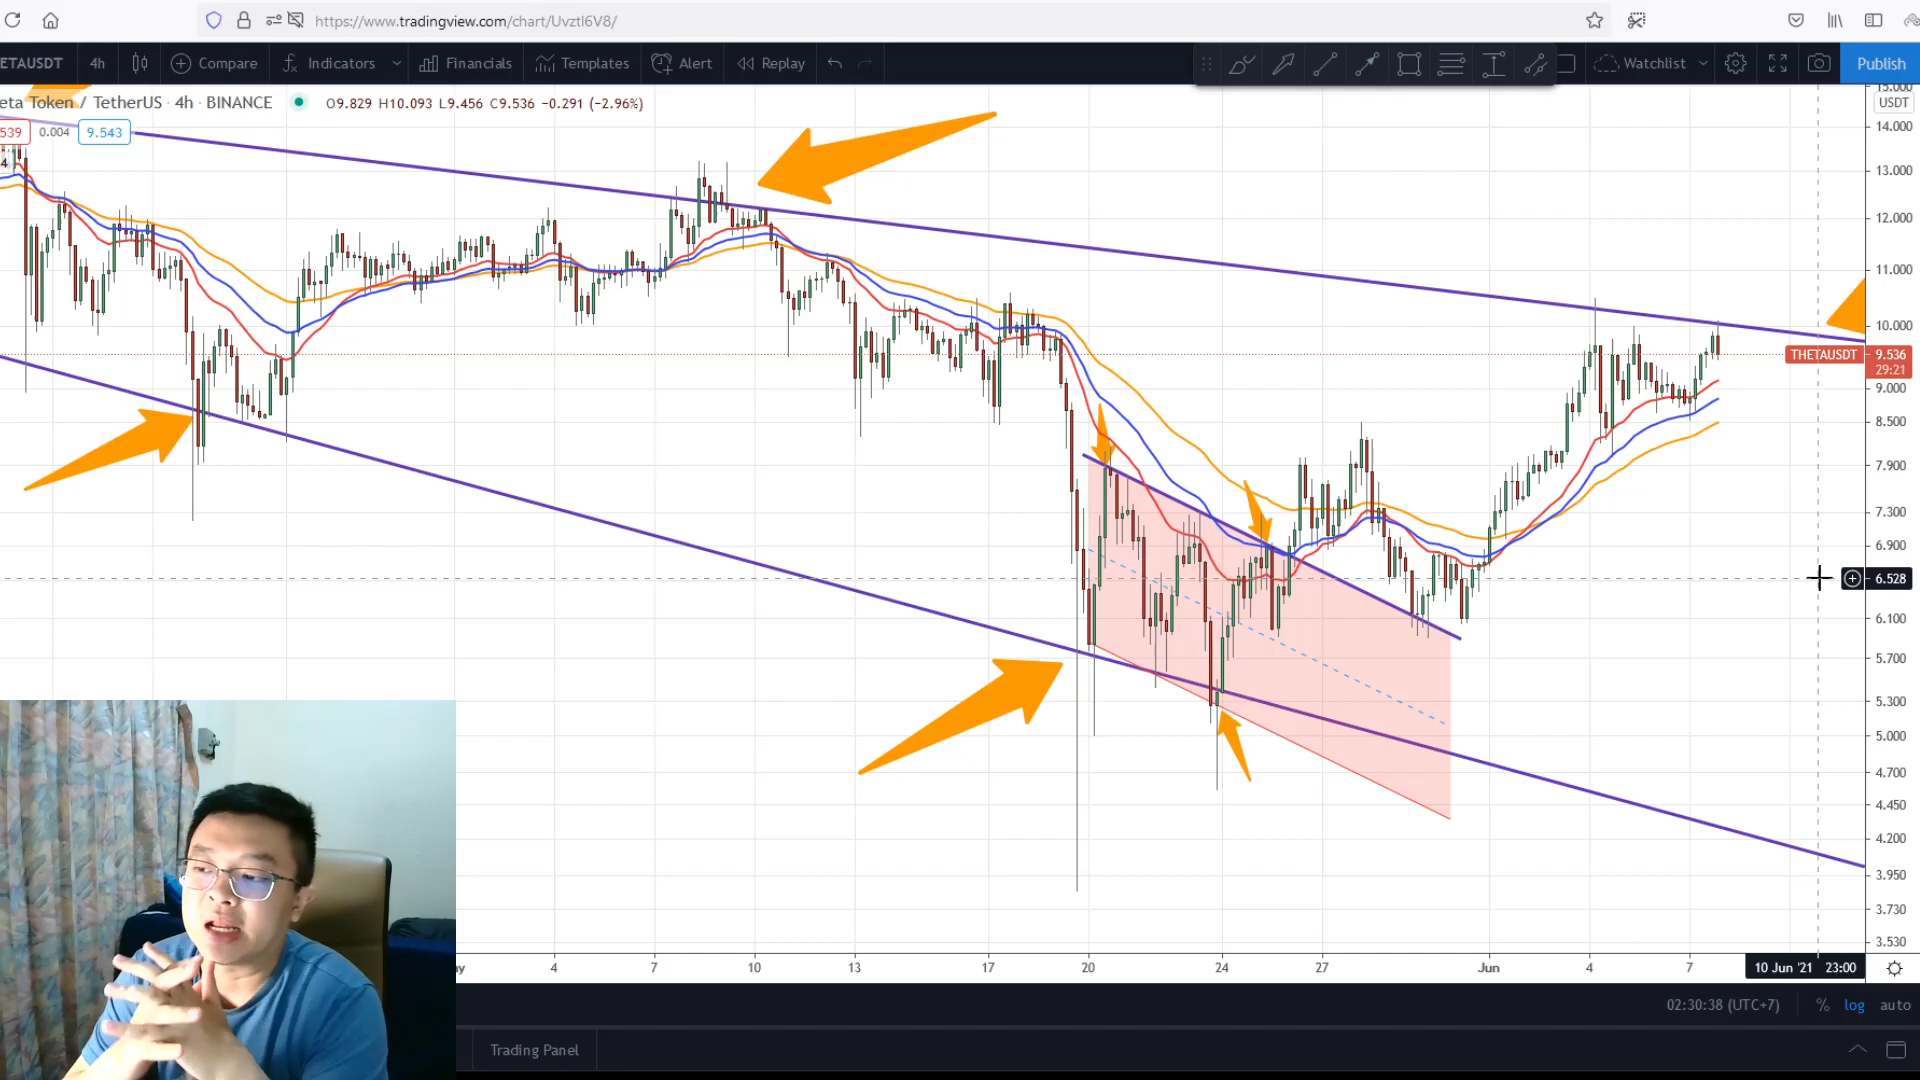 https://www.tradingview.com/chart/Uvztl6V8/
ETAUSDT 4h Compare Indicators Financials Templates Alert Replay Watchlist Publish
eta Token / TetherUS · 4h · BINANCE O9.829 H10.093 L9.456 C9.536 −0.291 (−2.96%)
539 0.004 9.543
4
15.000
USDT
14.000
13.000
12.000
11.000
10.000
THETAUSDT 9.536
29:21
9.000
8.500
7.900
7.300
6.900
6.528
6.100
5.700
5.300
5.000
4.700
4.450
4.200
3.950
3.730
3.530
ay 4 7 10 13 17 20 24 27 Jun 4 7 10 Jun '21 23:00
02:30:38 (UTC+7) % log auto
Trading Panel